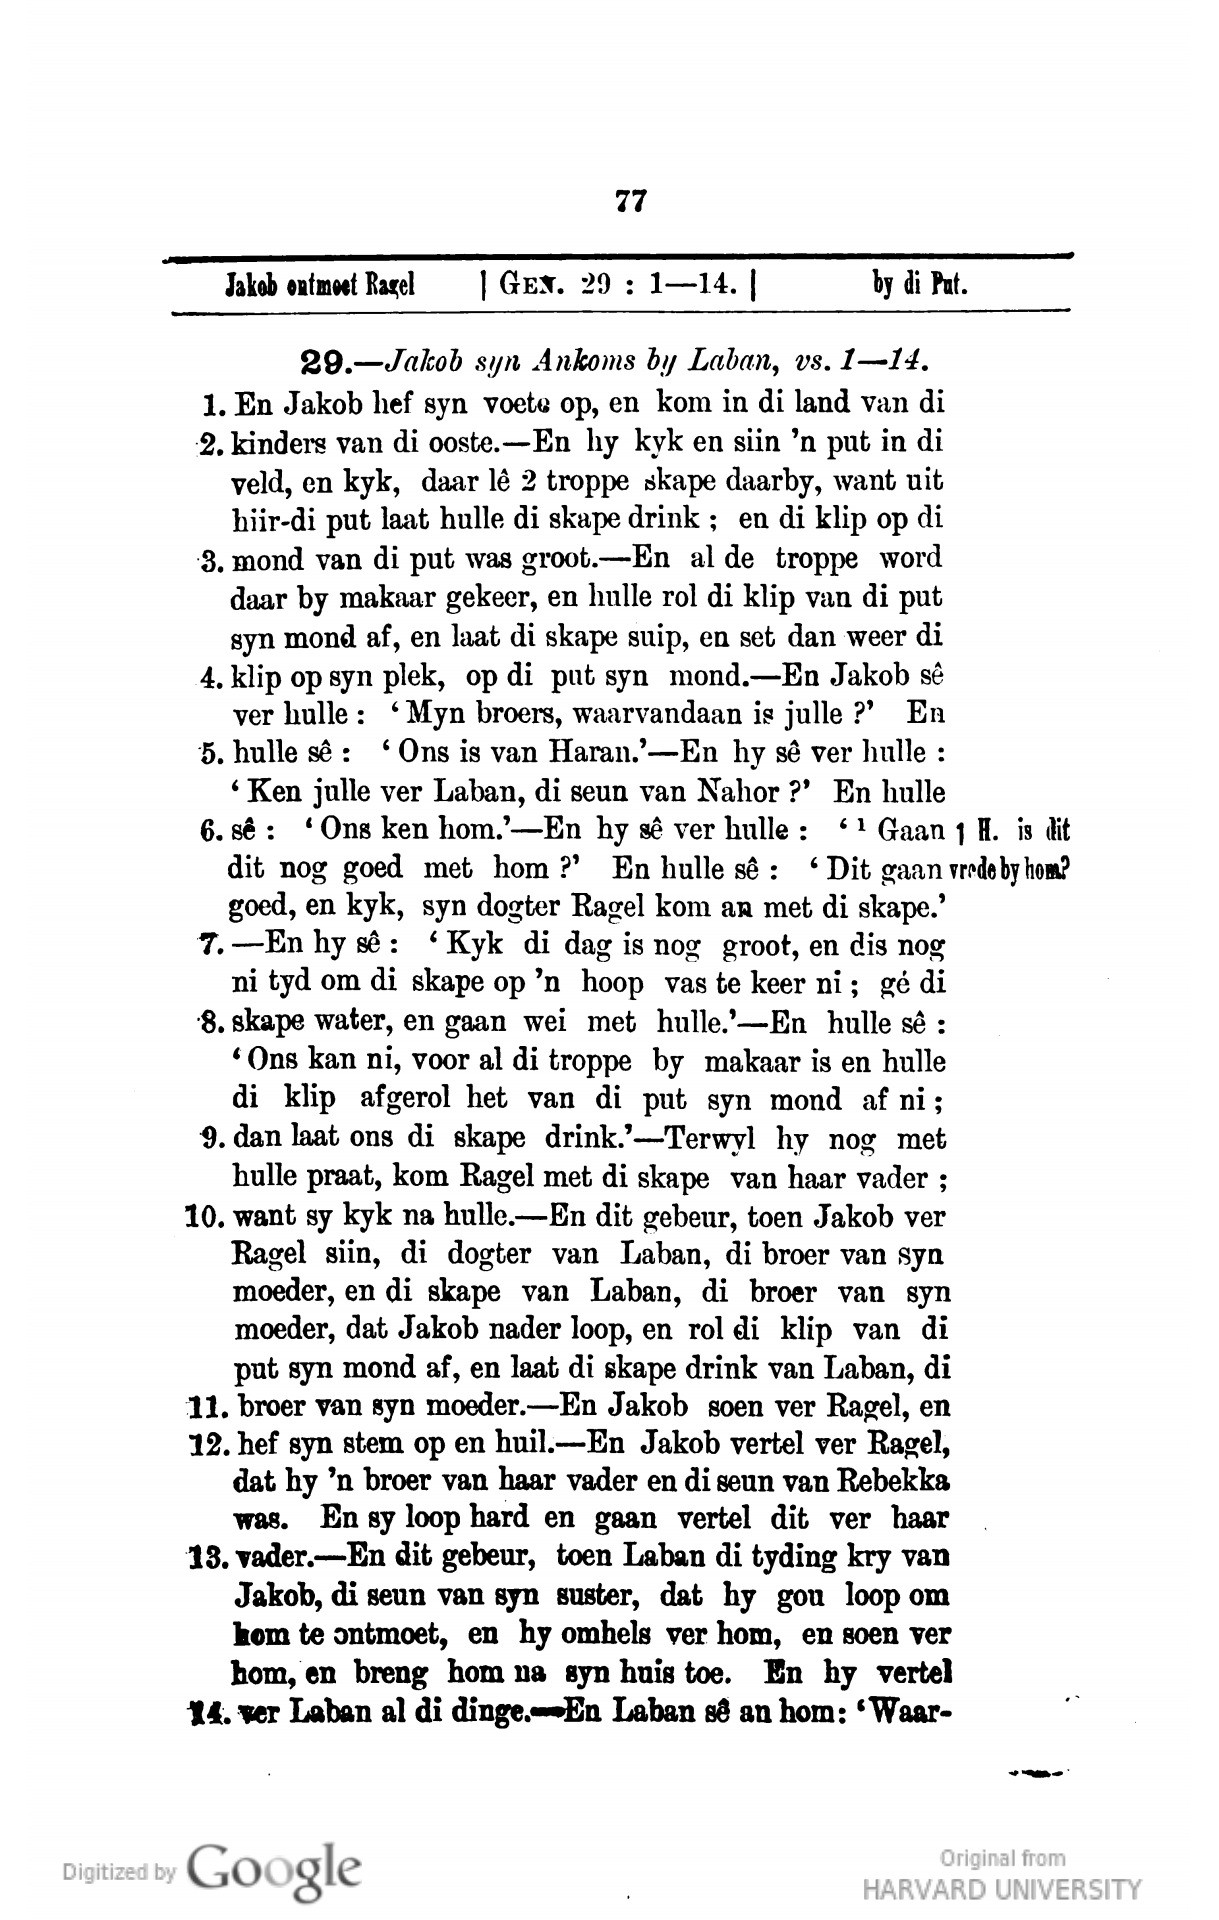 77
Jakob ontmoet Ragel | GEN. 29 : 1—14. | by di Put.
29.—Jakob syn Ankoms by Laban, vs. 1—14.
1. En Jakob hef syn voete op, en kom in di land van di
2. kinders van di ooste.—En hy kyk en siin 'n put in di
veld, en kyk, daar lê 2 troppe skape daarby, want uit
hiir-di put laat hulle di skape drink ; en di klip op di
3. mond van di put was groot.—En al de troppe word
daar by makaar gekeer, en hulle rol di klip van di put
syn mond af, en laat di skape suip, en set dan weer di
4. klip op syn plek, op di put syn mond.—En Jakob sê
ver hulle : ‘ Myn broers, waarvandaan is julle ?’ En
5. hulle sê : ‘ Ons is van Haran.’—En hy sê ver hulle :
‘ Ken julle ver Laban, di seun van Nahor ?’ En hulle
6. sê : ‘ Ons ken hom.’—En hy sê ver hulle : ‘ ¹ Gaan
dit nog goed met hom ?’ En hulle sê : ‘ Dit gaan
1 H. is dit
vrede by hom?
goed, en kyk, syn dogter Ragel kom an met di skape.’
7. —En hy sê : ‘ Kyk di dag is nog groot, en dis nog
ni tyd om di skape op 'n hoop vas te keer ni ; gé di
8. skape water, en gaan wei met hulle.’—En hulle sê :
‘ Ons kan ni, voor al di troppe by makaar is en hulle
di klip afgerol het van di put syn mond af ni ;
9. dan laat ons di skape drink.’—Terwyl hy nog met
hulle praat, kom Ragel met di skape van haar vader ;
10. want sy kyk na hulle.—En dit gebeur, toen Jakob ver
Ragel siin, di dogter van Laban, di broer van syn
moeder, en di skape van Laban, di broer van syn
moeder, dat Jakob nader loop, en rol di klip van di
put syn mond af, en laat di skape drink van Laban, di
11. broer van syn moeder.—En Jakob soen ver Ragel, en
12. hef syn stem op en huil.—En Jakob vertel ver Ragel,
dat hy 'n broer van haar vader en di seun van Rebekka
was. En sy loop hard en gaan vertel dit ver haar
13. vader.—En dit gebeur, toen Laban di tyding kry van
Jakob, di seun van syn suster, dat hy gou loop om
hom te ontmoet, en hy omhels ver hom, en soen ver
hom, en breng hom na syn huis toe. En hy vertel
14. ver Laban al di dinge.—En Laban sê an hom: ‘Waar-
Digitized by Google
Original from
HARVARD UNIVERSITY